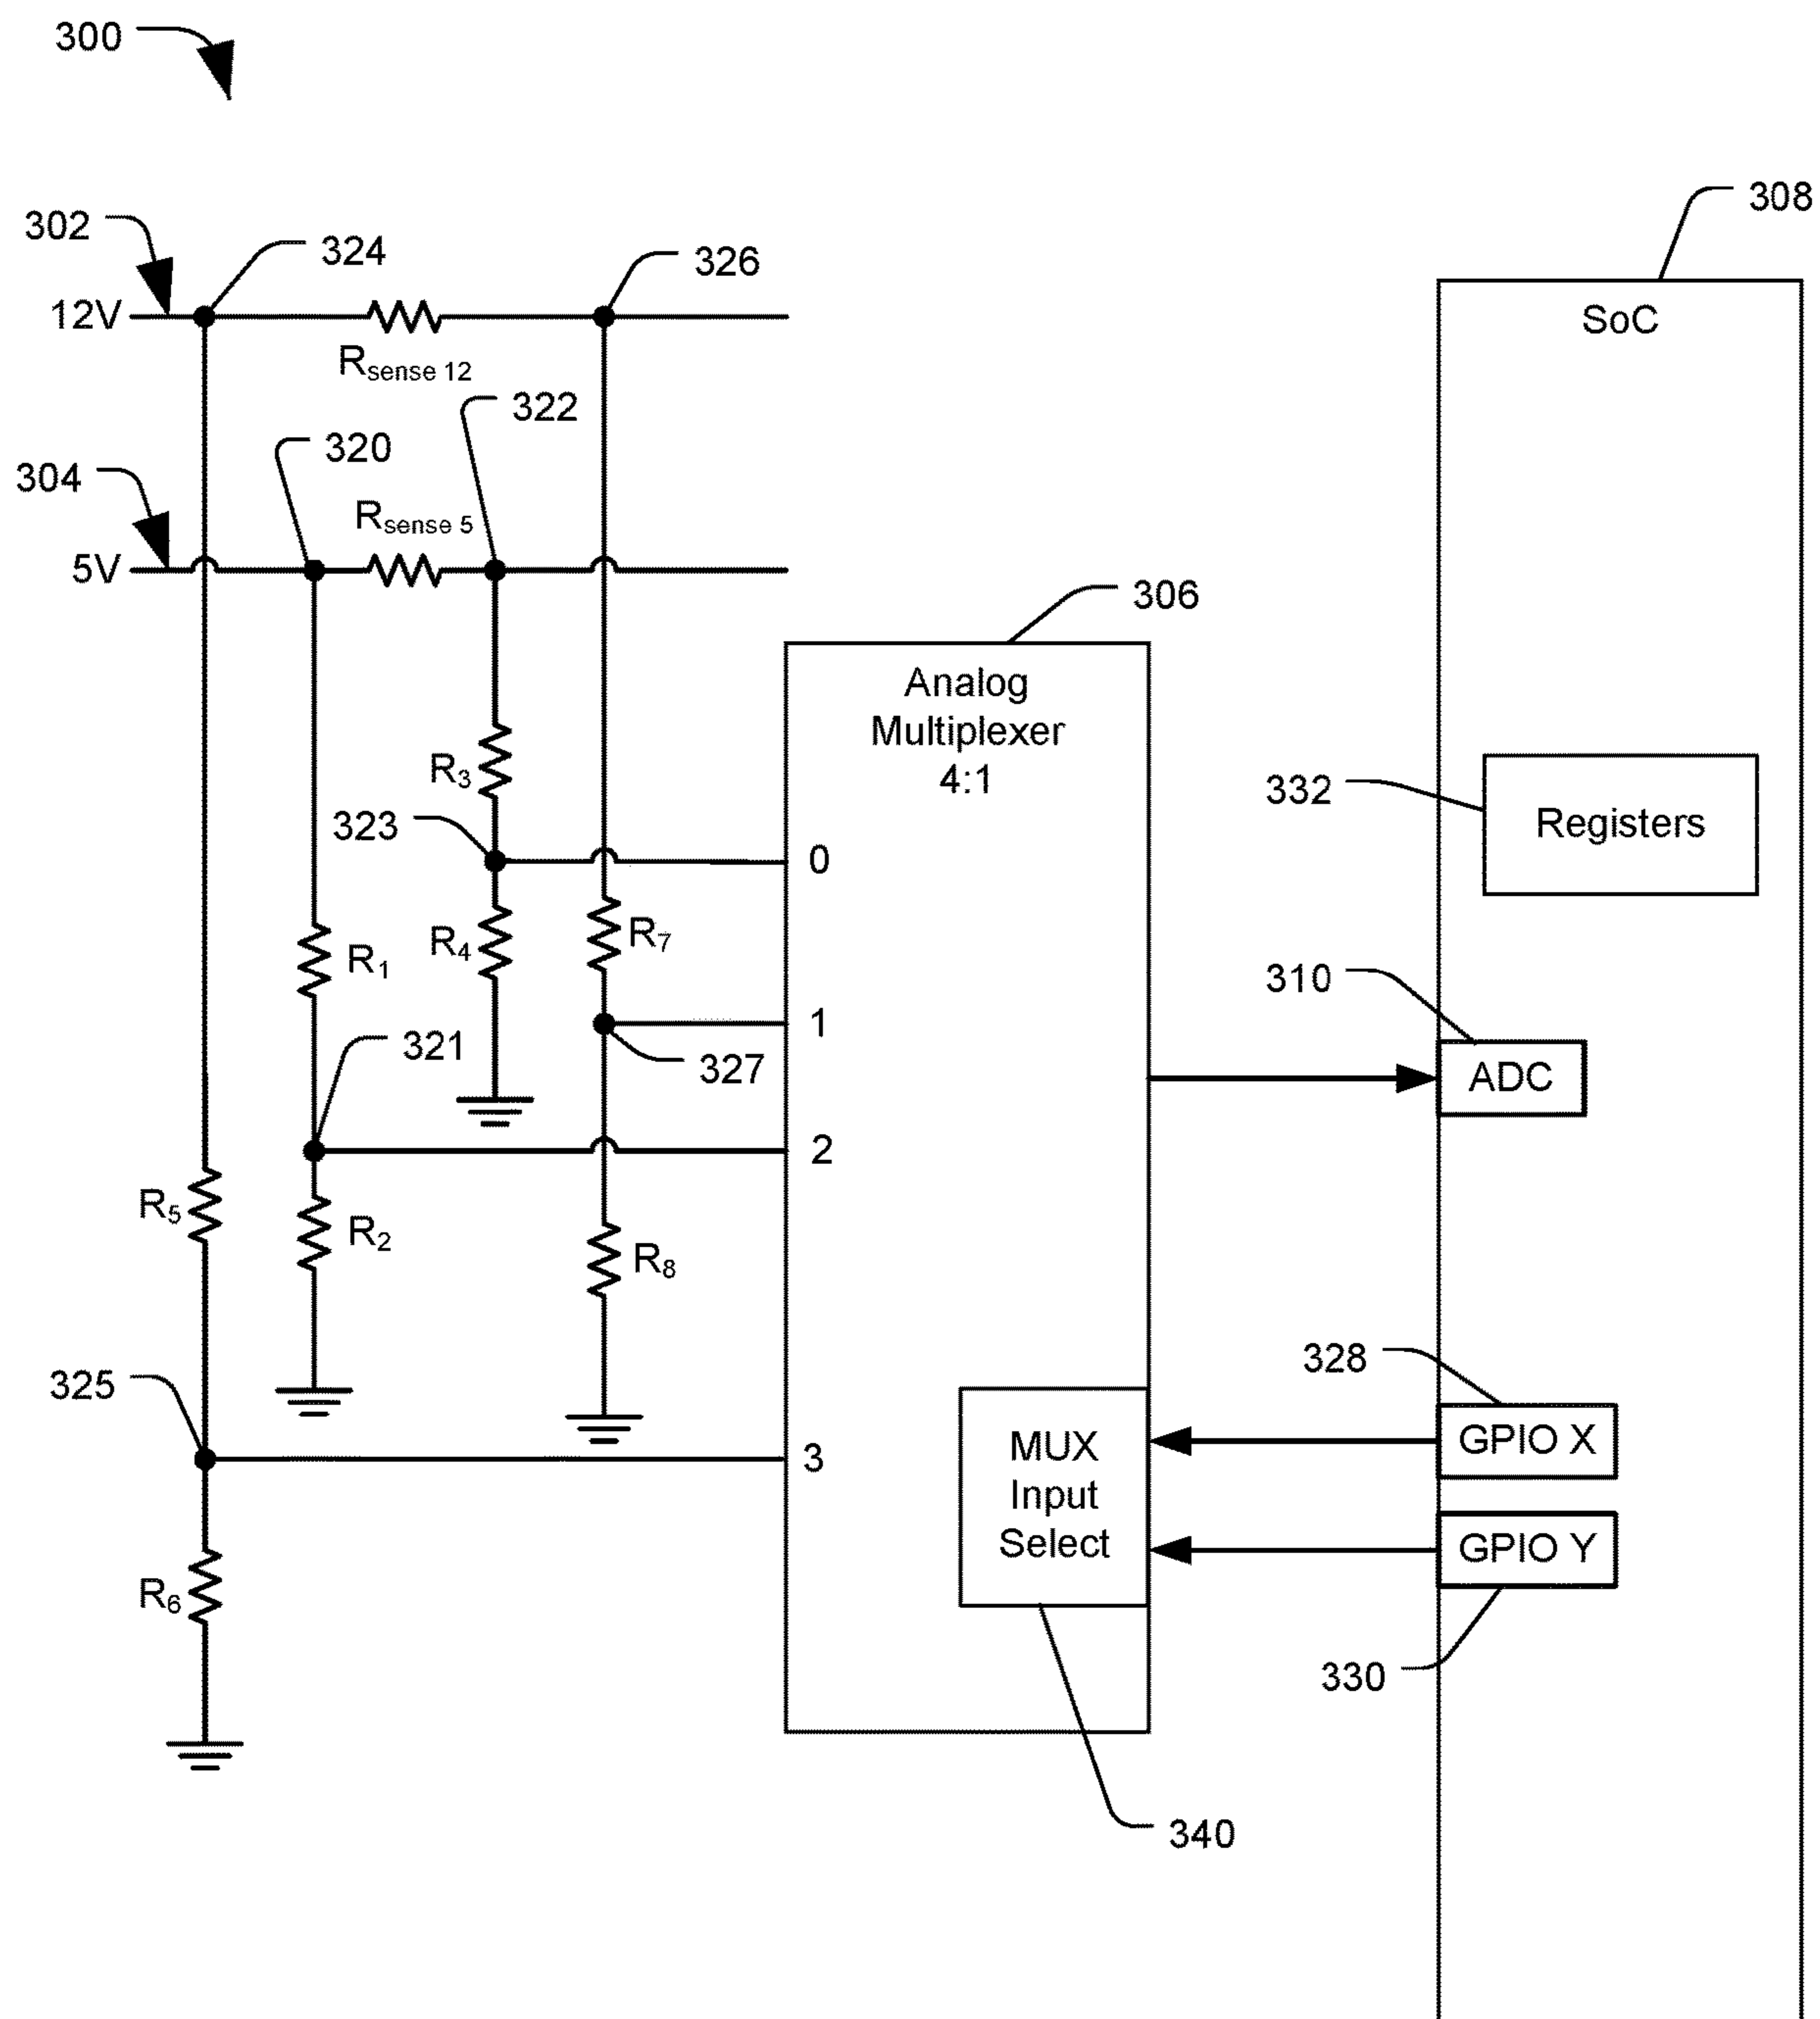 300
308
302
324
326
12V
SoC
Rsense 12
322
320
304
Rsense 5
5V
306
Analog
Multiplexer
4:1
R3
332
Registers
323
0
R4
R7
R1
310
1
321
327
ADC
2
R5
R2
R8
328
325
GPIO X
3
MUX
Input
Select
GPIO Y
R6
330
340